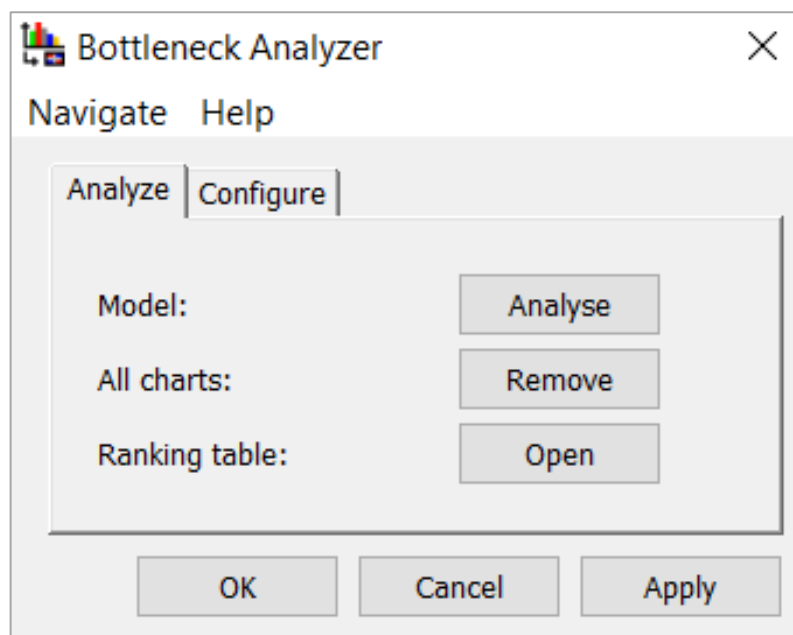 Bottleneck Analyzer
Navigate Help
Analyze Configure
Model: Analyse
All charts: Remove
Ranking table: Open
OK Cancel Apply